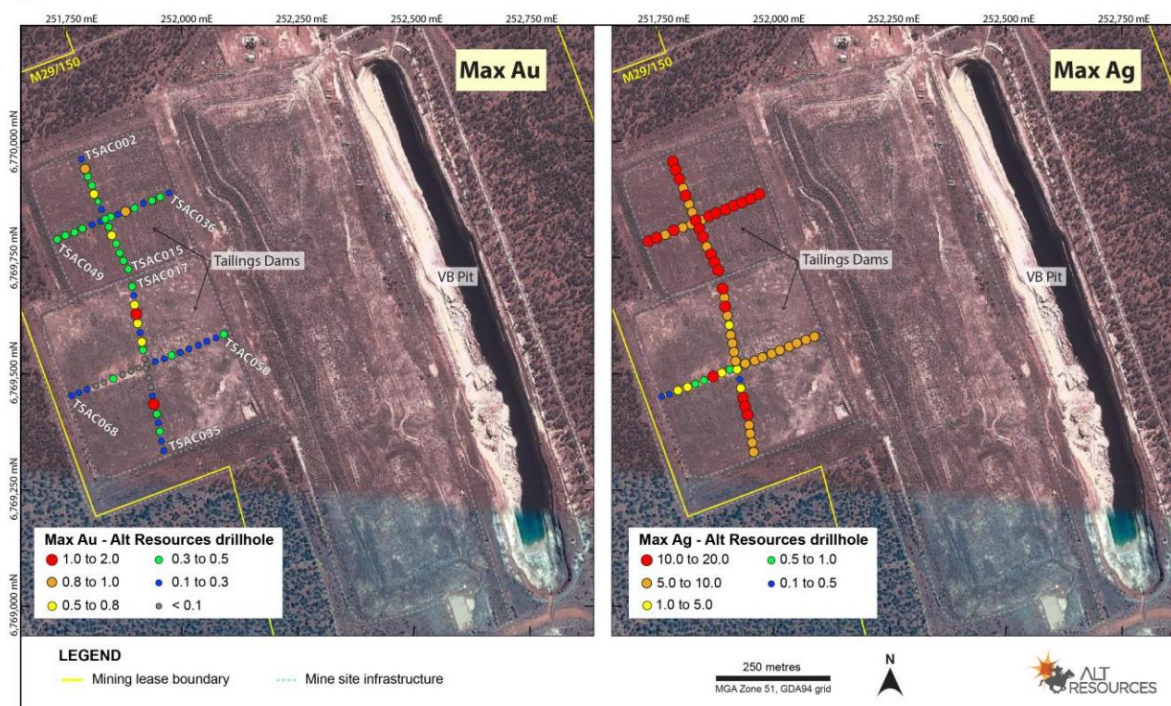 251,750 mE 252,000 mE 252,250 mE 252,500 mE 252,750 mE
251,750 mE 252,000 mE 252,250 mE 252,500 mE 252,750 mE
6,770,000 mN
6,769,750 mN
6,769,500 mN
6,769,250 mN
6,769,000 mN
M29/150
Max Au
TSAC002
TSAC036
TSAC049
TSAC015
TSAC017
Tailings Dams
VB Pit
TSAC050
TSAC068
TSAC035
Max Au - Alt Resources drillhole
1.0 to 2.0 0.3 to 0.5
0.8 to 1.0 0.1 to 0.3
0.5 to 0.8 < 0.1
M29/150
Max Ag
Tailings Dams
VB Pit
Max Ag - Alt Resources drillhole
10.0 to 20.0 0.5 to 1.0
5.0 to 10.0 0.1 to 0.5
1.0 to 5.0
LEGEND
Mining lease boundary Mine site infrastructure
250 metres
MGA Zone 51, GDA94 grid
N
ALT
RESOURCES